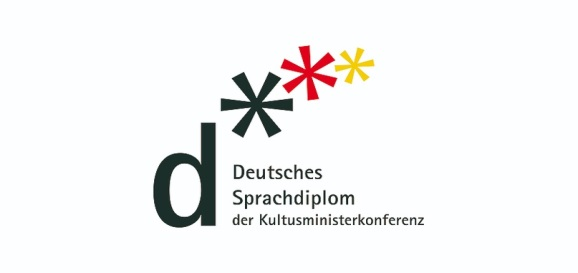 d***
Deutsches
Sprachdiplom
der Kultusministerkonferenz